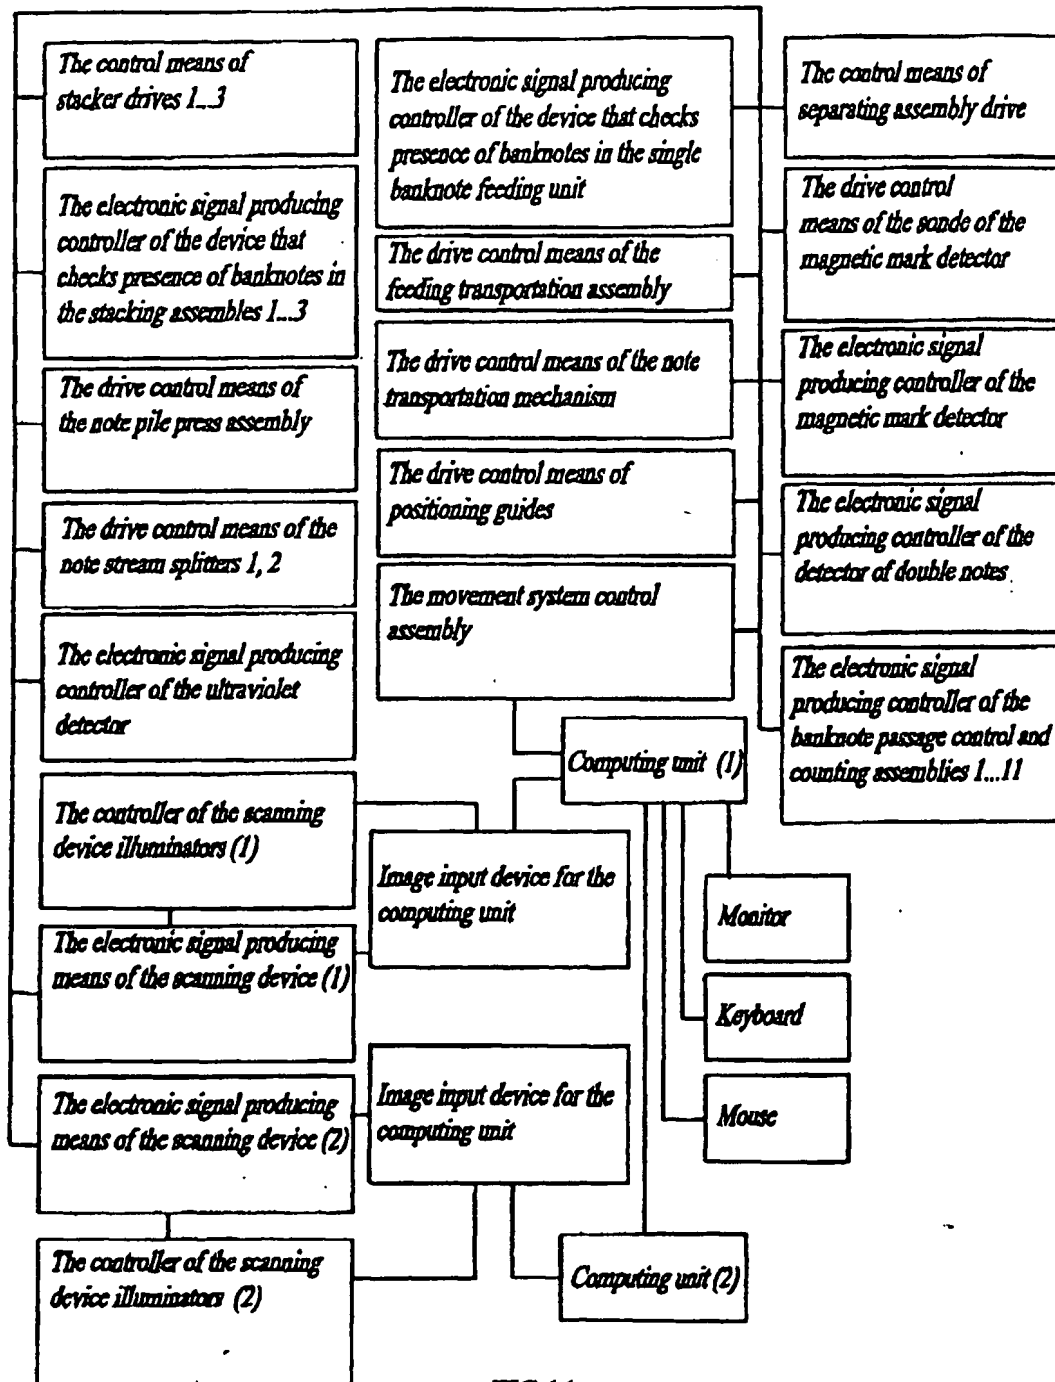 The control means of
stacker drives 1...3
The electronic signal producing
controller of the device that
checks presence of banknotes in
the stacking assembles 1...3
The drive control means of
the note pile press assembly
The drive control means of the
note stream splitters 1, 2
The electronic signal producing
controller of the ultraviolet
detector
The controller of the scanning
device illuminators (1)
The electronic signal producing
means of the scanning device (1)
The electronic signal producing
means of the scanning device (2)
The controller of the scanning
device illuminators (2)
The electronic signal producing
controller of the device that checks
presence of banknotes in the single
banknote feeding unit
The drive control means of the
feeding transportation assembly
The drive control means of the note
transportation mechanism
The drive control means of
positioning guides
The movement system control
assembly
Computing unit (1)
Image input device for the
computing unit
Image input device for the
computing unit
Computing unit (2)
Monitor
Keyboard
Mouse
The control means of
separating assembly drive
The drive control
means of the sonde of the
magnetic mark detector
The electronic signal
producing controller of the
magnetic mark detector
The electronic signal
producing controller of the
detector of double notes
The electronic signal
producing controller of the
banknote passage control and
counting assemblies 1...11